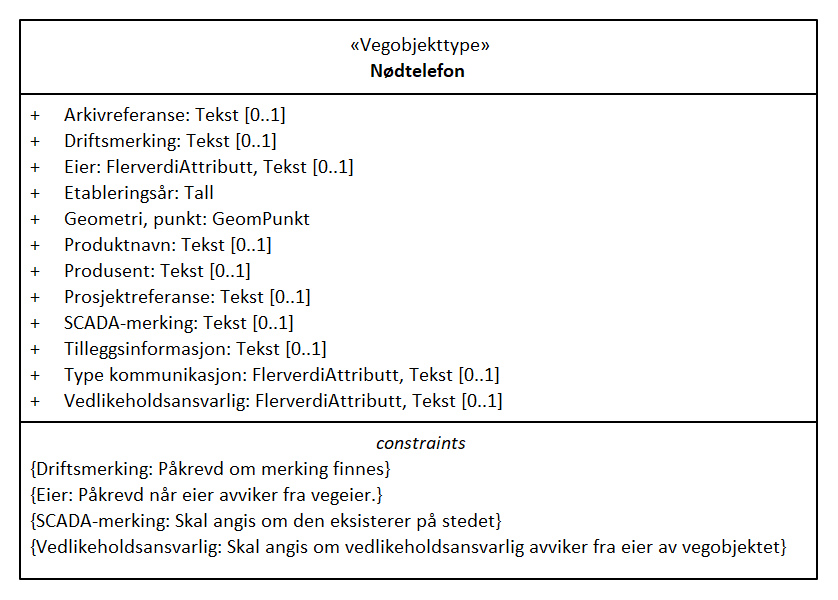 «Vegobjekttype»
Nødtelefon
+ Arkivreferanse: Tekst [0..1]
+ Driftsmerking: Tekst [0..1]
+ Eier: FlerverdiAttributt, Tekst [0..1]
+ Etableringsår: Tall
+ Geometri, punkt: GeomPunkt
+ Produktnavn: Tekst [0..1]
+ Produsent: Tekst [0..1]
+ Prosjektreferanse: Tekst [0..1]
+ SCADA-merking: Tekst [0..1]
+ Tilleggsinformasjon: Tekst [0..1]
+ Type kommunikasjon: FlerverdiAttributt, Tekst [0..1]
+ Vedlikeholdsansvarlig: FlerverdiAttributt, Tekst [0..1]
constraints
{Driftsmerking: Påkrevd om merking finnes}
{Eier: Påkrevd når eier avviker fra vegeier.}
{SCADA-merking: Skal angis om den eksisterer på stedet}
{Vedlikeholdsansvarlig: Skal angis om vedlikeholdsansvarlig avviker fra eier av vegobjektet}